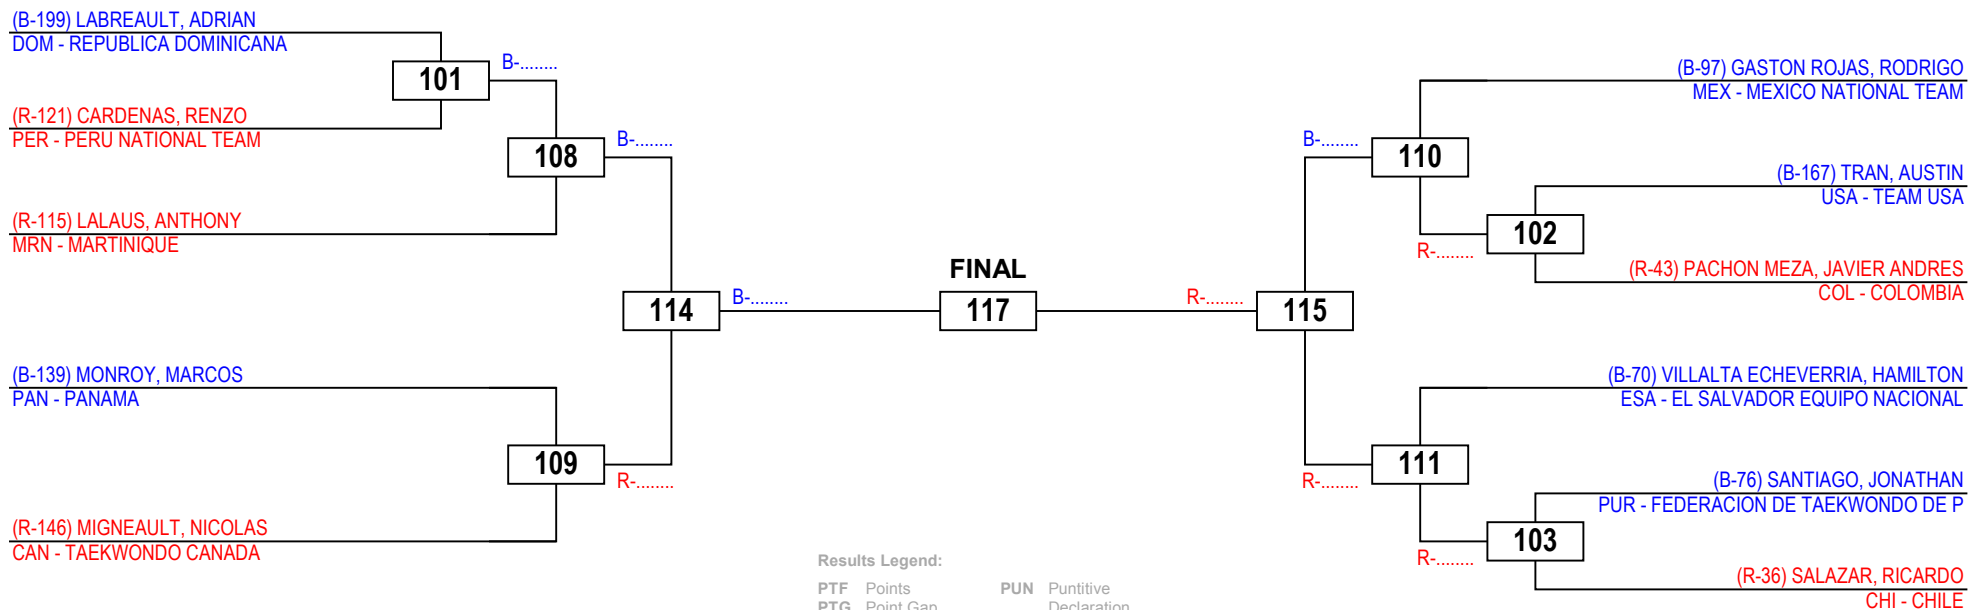 (B-199) LABREAULT, ADRIAN
DOM - REPUBLICA DOMINICANA
101
B-........
(R-121) CARDENAS, RENZO
PER - PERU NATIONAL TEAM
108
B-........
(R-115) LALAUS, ANTHONY
MRN - MARTINIQUE
114
B-........
(B-139) MONROY, MARCOS
PAN - PANAMA
109
R-........
(R-146) MIGNEAULT, NICOLAS
CAN - TAEKWONDO CANADA
FINAL
117
(B-97) GASTON ROJAS, RODRIGO
MEX - MEXICO NATIONAL TEAM
B-........
110
(B-167) TRAN, AUSTIN
USA - TEAM USA
102
R-........
(R-43) PACHON MEZA, JAVIER ANDRES
COL - COLOMBIA
R-........
115
(B-70) VILLALTA ECHEVERRIA, HAMILTON
ESA - EL SALVADOR EQUIPO NACIONAL
111
R-........
(B-76) SANTIAGO, JONATHAN
PUR - FEDERACION DE TAEKWONDO DE P
103
R-........
(R-36) SALAZAR, RICARDO
CHI - CHILE
Results Legend:
PTF Points PUN Puntitive
PTG Point Gap Declaration